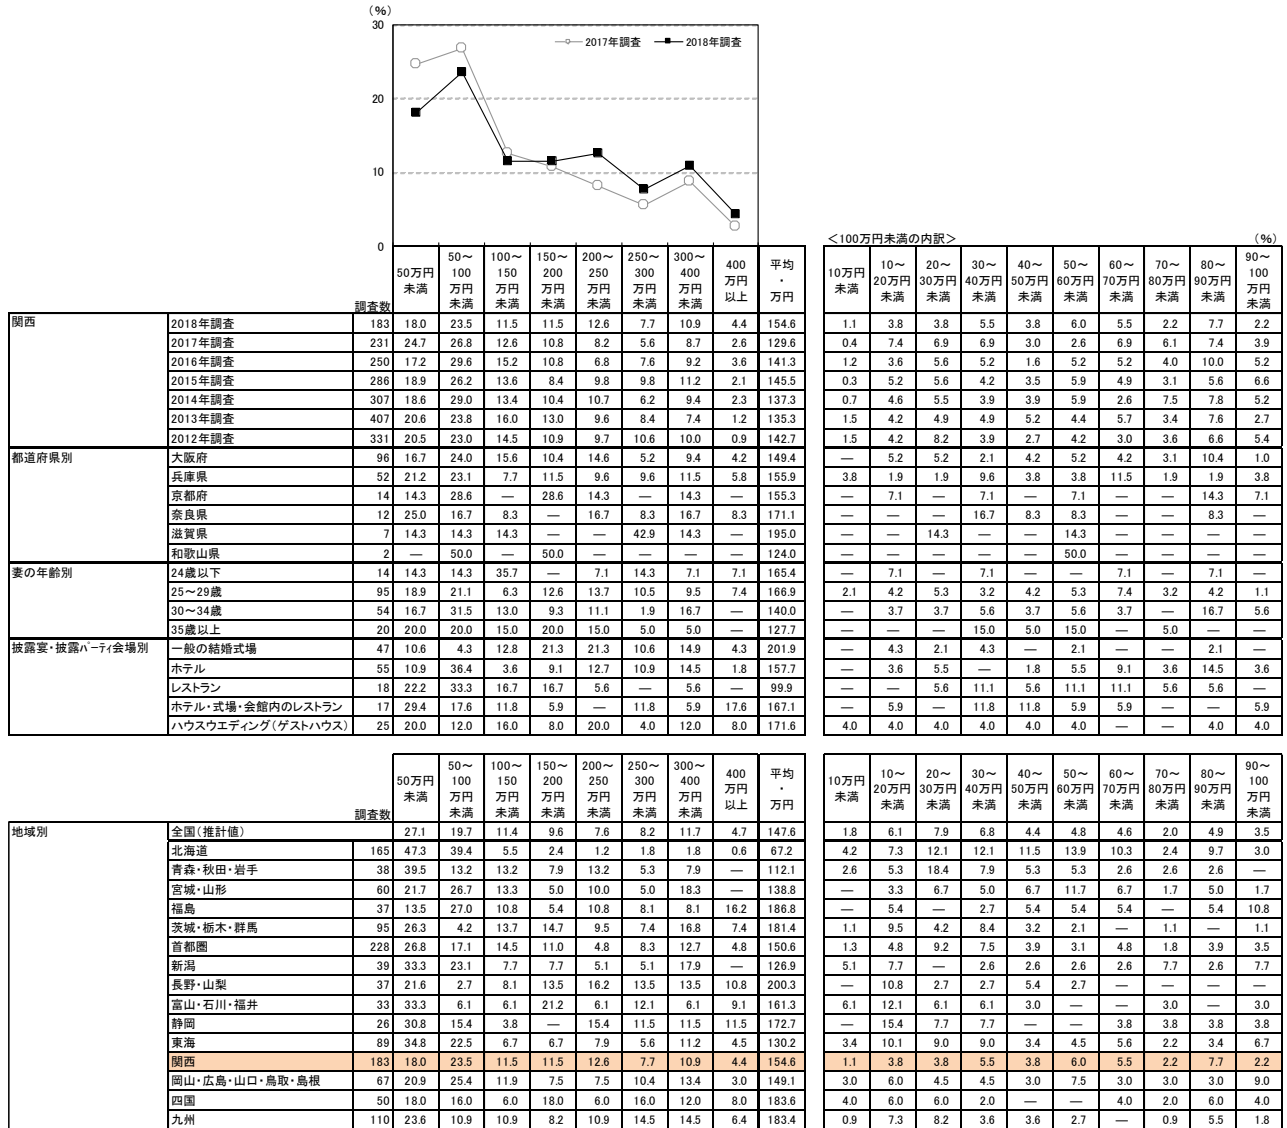 (％)
30
20
10
0
2017年調査 2018年調査
＜100万円未満の内訳＞ (％)
調査数 50万円未満 50～100万円未満 100～150万円未満 150～200万円未満 200～250万円未満 250～300万円未満 300～400万円未満 400万円以上 平均・万円 10万円未満 10～20万円未満 20～30万円未満 30～40万円未満 40～50万円未満 50～60万円未満 60～70万円未満 70～80万円未満 80～90万円未満 90～100万円未満
関西 2018年調査 183 18.0 23.5 11.5 11.5 12.6 7.7 10.9 4.4 154.6 1.1 3.8 3.8 5.5 3.8 6.0 5.5 2.2 7.7 2.2
2017年調査 231 24.7 26.8 12.6 10.8 8.2 5.6 8.7 2.6 129.6 0.4 7.4 6.9 6.9 3.0 2.6 6.9 6.1 7.4 3.9
2016年調査 250 17.2 29.6 15.2 10.8 6.8 7.6 9.2 3.6 141.3 1.2 3.6 5.6 5.2 1.6 5.2 5.2 4.0 10.0 5.2
2015年調査 286 18.9 26.2 13.6 8.4 9.8 9.8 11.2 2.1 145.5 0.3 5.2 5.6 4.2 3.5 5.9 4.9 3.1 5.6 6.6
2014年調査 307 18.6 29.0 13.4 10.4 10.7 6.2 9.4 2.3 137.3 0.7 4.6 5.5 3.9 3.9 5.9 2.6 7.5 7.8 5.2
2013年調査 407 20.6 23.8 16.0 13.0 9.6 8.4 7.4 1.2 135.3 1.5 4.2 4.9 4.9 5.2 4.4 5.7 3.4 7.6 2.7
2012年調査 331 20.5 23.0 14.5 10.9 9.7 10.6 10.0 0.9 142.7 1.5 4.2 8.2 3.9 2.7 4.2 3.0 3.6 6.6 5.4
都道府県別 大阪府 96 16.7 24.0 15.6 10.4 14.6 5.2 9.4 4.2 149.4 — 5.2 5.2 2.1 4.2 5.2 4.2 3.1 10.4 1.0
兵庫県 52 21.2 23.1 7.7 11.5 9.6 9.6 11.5 5.8 155.9 3.8 1.9 1.9 9.6 3.8 3.8 11.5 1.9 1.9 3.8
京都府 14 14.3 28.6 — 28.6 14.3 — 14.3 — 155.3 — 7.1 — 7.1 — 7.1 — — 14.3 7.1
奈良県 12 25.0 16.7 8.3 — 16.7 8.3 16.7 8.3 171.1 — — — 16.7 8.3 8.3 — — 8.3 —
滋賀県 7 14.3 14.3 14.3 — — 42.9 14.3 — 195.0 — — 14.3 — — 14.3 — — — —
和歌山県 2 — 50.0 — 50.0 — — — — 124.0 — — — — — 50.0 — — — —
妻の年齢別 24歳以下 14 14.3 14.3 35.7 — 7.1 14.3 7.1 7.1 165.4 — 7.1 — 7.1 — — 7.1 — 7.1 —
25～29歳 95 18.9 21.1 6.3 12.6 13.7 10.5 9.5 7.4 166.9 2.1 4.2 5.3 3.2 4.2 5.3 7.4 3.2 4.2 1.1
30～34歳 54 16.7 31.5 13.0 9.3 11.1 1.9 16.7 — 140.0 — 3.7 3.7 5.6 3.7 5.6 3.7 — 16.7 5.6
35歳以上 20 20.0 20.0 15.0 20.0 15.0 5.0 5.0 — 127.7 — — — 15.0 5.0 15.0 — 5.0 — —
披露宴・披露ﾊﾟｰﾃｨ会場別 一般の結婚式場 47 10.6 4.3 12.8 21.3 21.3 10.6 14.9 4.3 201.9 — 4.3 2.1 4.3 — 2.1 — — 2.1 —
ホテル 55 10.9 36.4 3.6 9.1 12.7 10.9 14.5 1.8 157.7 — 3.6 5.5 — 1.8 5.5 9.1 3.6 14.5 3.6
レストラン 18 22.2 33.3 16.7 16.7 5.6 — 5.6 — 99.9 — — 5.6 11.1 5.6 11.1 11.1 5.6 5.6 —
ホテル・式場・会館内のレストラン 17 29.4 17.6 11.8 5.9 — 11.8 5.9 17.6 167.1 — 5.9 — 11.8 11.8 5.9 5.9 — — 5.9
ハウスウエディング(ゲストハウス) 25 20.0 12.0 16.0 8.0 20.0 4.0 12.0 8.0 171.6 4.0 4.0 4.0 4.0 4.0 4.0 — — 4.0 4.0
調査数 50万円未満 50～100万円未満 100～150万円未満 150～200万円未満 200～250万円未満 250～300万円未満 300～400万円未満 400万円以上 平均・万円 10万円未満 10～20万円未満 20～30万円未満 30～40万円未満 40～50万円未満 50～60万円未満 60～70万円未満 70～80万円未満 80～90万円未満 90～100万円未満
地域別 全国(推計値) 27.1 19.7 11.4 9.6 7.6 8.2 11.7 4.7 147.6 1.8 6.1 7.9 6.8 4.4 4.8 4.6 2.0 4.9 3.5
北海道 165 47.3 39.4 5.5 2.4 1.2 1.8 1.8 0.6 67.2 4.2 7.3 12.1 12.1 11.5 13.9 10.3 2.4 9.7 3.0
青森・秋田・岩手 38 39.5 13.2 13.2 7.9 13.2 5.3 7.9 — 112.1 2.6 5.3 18.4 7.9 5.3 5.3 2.6 2.6 2.6 —
宮城・山形 60 21.7 26.7 13.3 5.0 10.0 5.0 18.3 — 138.8 — 3.3 6.7 5.0 6.7 11.7 6.7 1.7 5.0 1.7
福島 37 13.5 27.0 10.8 5.4 10.8 8.1 8.1 16.2 186.8 — 5.4 — 2.7 5.4 5.4 5.4 — 5.4 10.8
茨城・栃木・群馬 95 26.3 4.2 13.7 14.7 9.5 7.4 16.8 7.4 181.4 1.1 9.5 4.2 8.4 3.2 2.1 — 1.1 — 1.1
首都圏 228 26.8 17.1 14.5 11.0 4.8 8.3 12.7 4.8 150.6 1.3 4.8 9.2 7.5 3.9 3.1 4.8 1.8 3.9 3.5
新潟 39 33.3 23.1 7.7 7.7 5.1 5.1 17.9 — 126.9 5.1 7.7 — 2.6 2.6 2.6 2.6 7.7 2.6 7.7
長野・山梨 37 21.6 2.7 8.1 13.5 16.2 13.5 13.5 10.8 200.3 — 10.8 2.7 2.7 5.4 2.7 — — — —
富山・石川・福井 33 33.3 6.1 6.1 21.2 6.1 12.1 6.1 9.1 161.3 6.1 12.1 6.1 6.1 3.0 — — 3.0 — 3.0
静岡 26 30.8 15.4 3.8 — 15.4 11.5 11.5 11.5 172.7 — 15.4 7.7 7.7 — — 3.8 3.8 3.8 3.8
東海 89 34.8 22.5 6.7 6.7 7.9 5.6 11.2 4.5 130.2 3.4 10.1 9.0 9.0 3.4 4.5 5.6 2.2 3.4 6.7
関西 183 18.0 23.5 11.5 11.5 12.6 7.7 10.9 4.4 154.6 1.1 3.8 3.8 5.5 3.8 6.0 5.5 2.2 7.7 2.2
岡山・広島・山口・鳥取・島根 67 20.9 25.4 11.9 7.5 7.5 10.4 13.4 3.0 149.1 3.0 6.0 4.5 4.5 3.0 7.5 3.0 3.0 3.0 9.0
四国 50 18.0 16.0 6.0 18.0 6.0 16.0 12.0 8.0 183.6 4.0 6.0 6.0 2.0 — — 4.0 2.0 6.0 4.0
九州 110 23.6 10.9 10.9 8.2 10.9 14.5 14.5 6.4 183.4 0.9 7.3 8.2 3.6 3.6 2.7 — 0.9 5.5 1.8